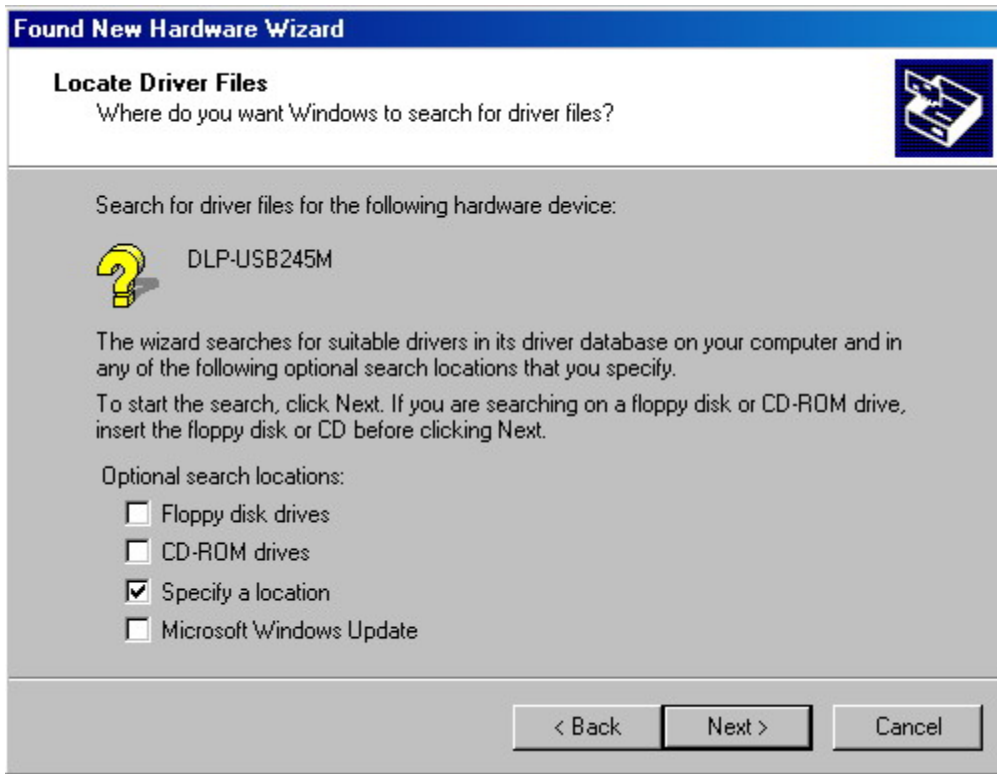 Found New Hardware Wizard
Locate Driver Files
Where do you want Windows to search for driver files?
Search for driver files for the following hardware device:
DLP-USB245M
The wizard searches for suitable drivers in its driver database on your computer and in
any of the following optional search locations that you specify.
To start the search, click Next. If you are searching on a floppy disk or CD-ROM drive,
insert the floppy disk or CD before clicking Next.
Optional search locations:
Floppy disk drives
CD-ROM drives
Specify a location
Microsoft Windows Update
< Back Next > Cancel